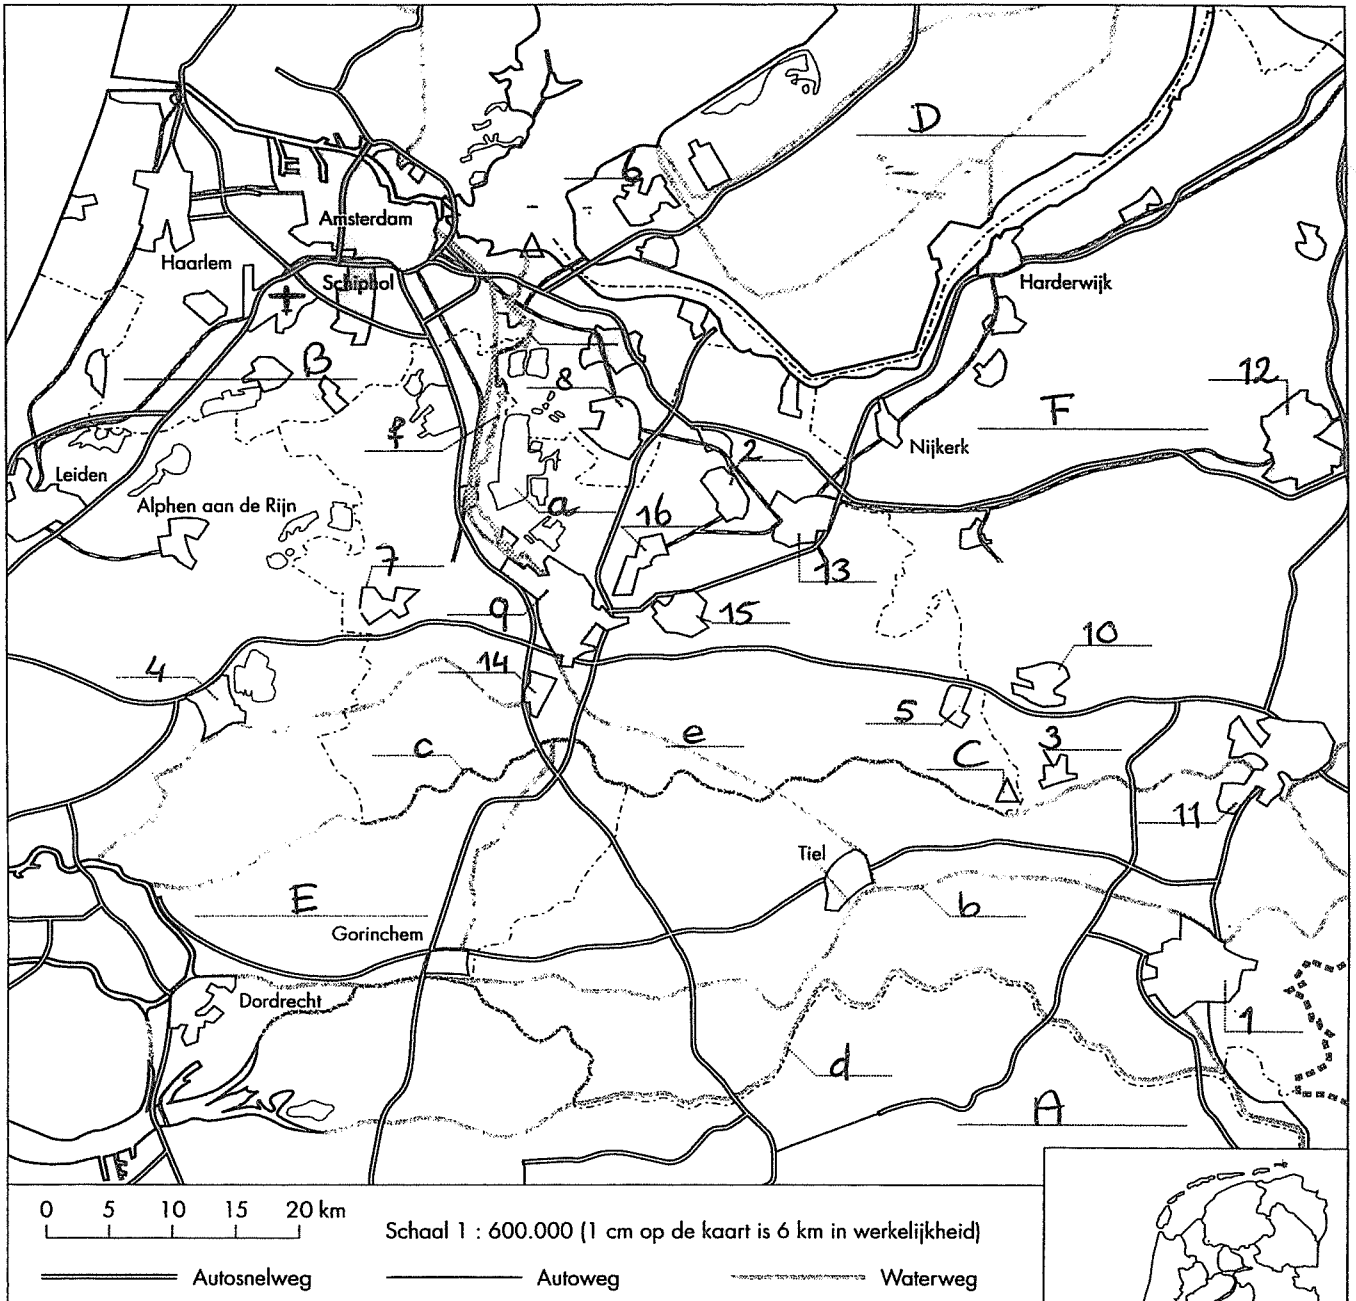 D
6
Amsterdam
Haarlem
Schiphol
Harderwijk
B
8
12
F
f
2
Nijkerk
Leiden
Alphen aan de Rijn
a
16
7
13
9
15
10
4
14
5
c
e
C
3
11
Tiel
E
b
Gorinchem
Dordrecht
1
d
A
0 5 10 15 20 km
Schaal 1 : 600.000 (1 cm op de kaart is 6 km in werkelijkheid)
Autosnelweg Autoweg Waterweg